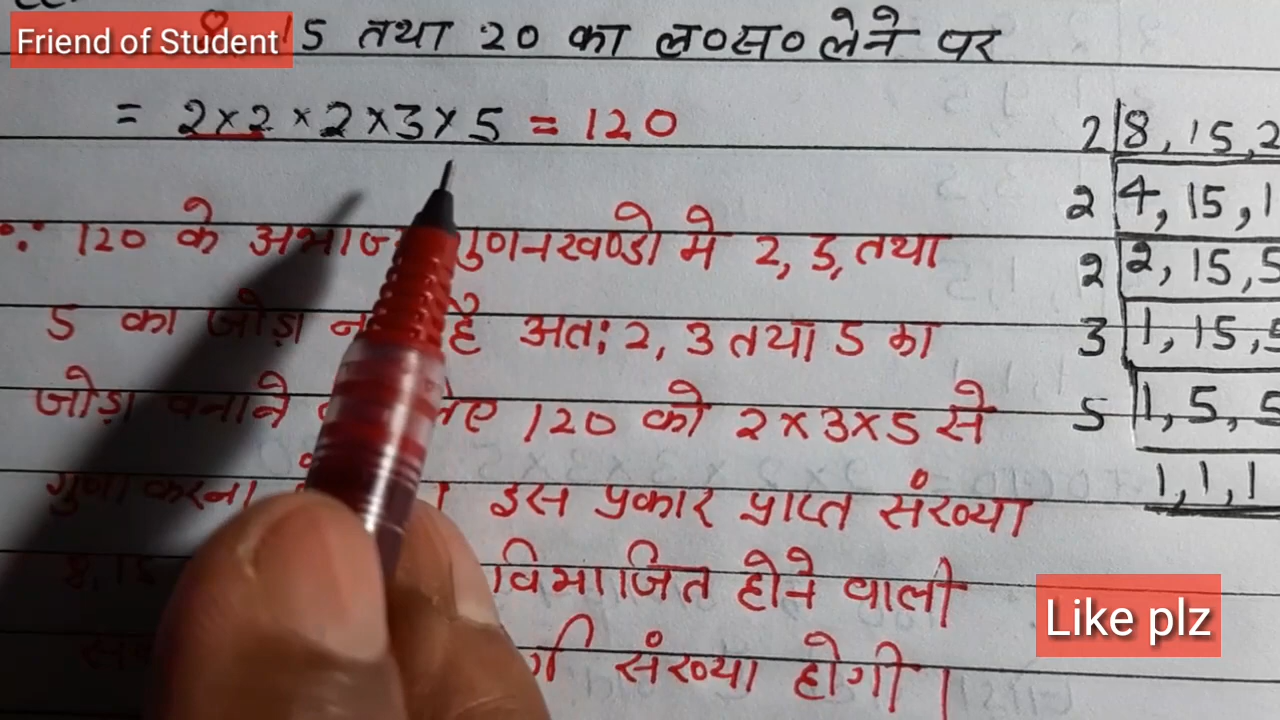 Friend of Student
15 तथा 20 का ल०स० लेने पर
= 2×2×2×3×5 = 120
2 8, 15, 2
2 4, 15, 1
2 2, 15, 5
3 1, 15, 5
5 1, 5, 5
1, 1, 1
∵ 120 के अभाज्य गुणनखण्डो मे 2, 3, तथा
5 का जोड़ा है अतः 2, 3 तथा 5 का
जोड़ा बनाने 120 को 2×3×5 से
गुणा करना । इस प्रकार प्राप्त संख्या
8, 15 विभाजित होने वाली
संख्या होगी ।
Like plz